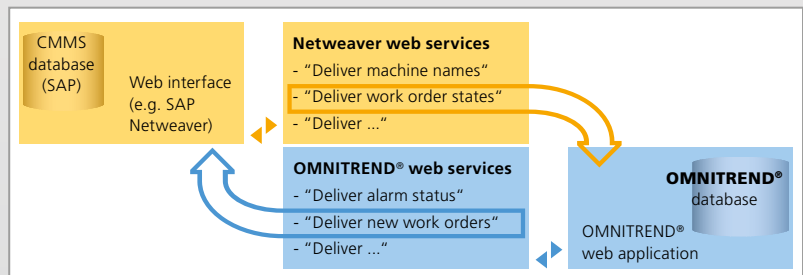 CMMS
database
(SAP)
Web interface
(e.g. SAP
Netweaver)
Netweaver web services
- “Deliver machine names“
- “Deliver work order states“
- “Deliver ...“
OMNITREND® web services
- “Deliver alarm status“
- “Deliver new work orders“
- “Deliver ...“
OMNITREND®
database
OMNITREND®
web application